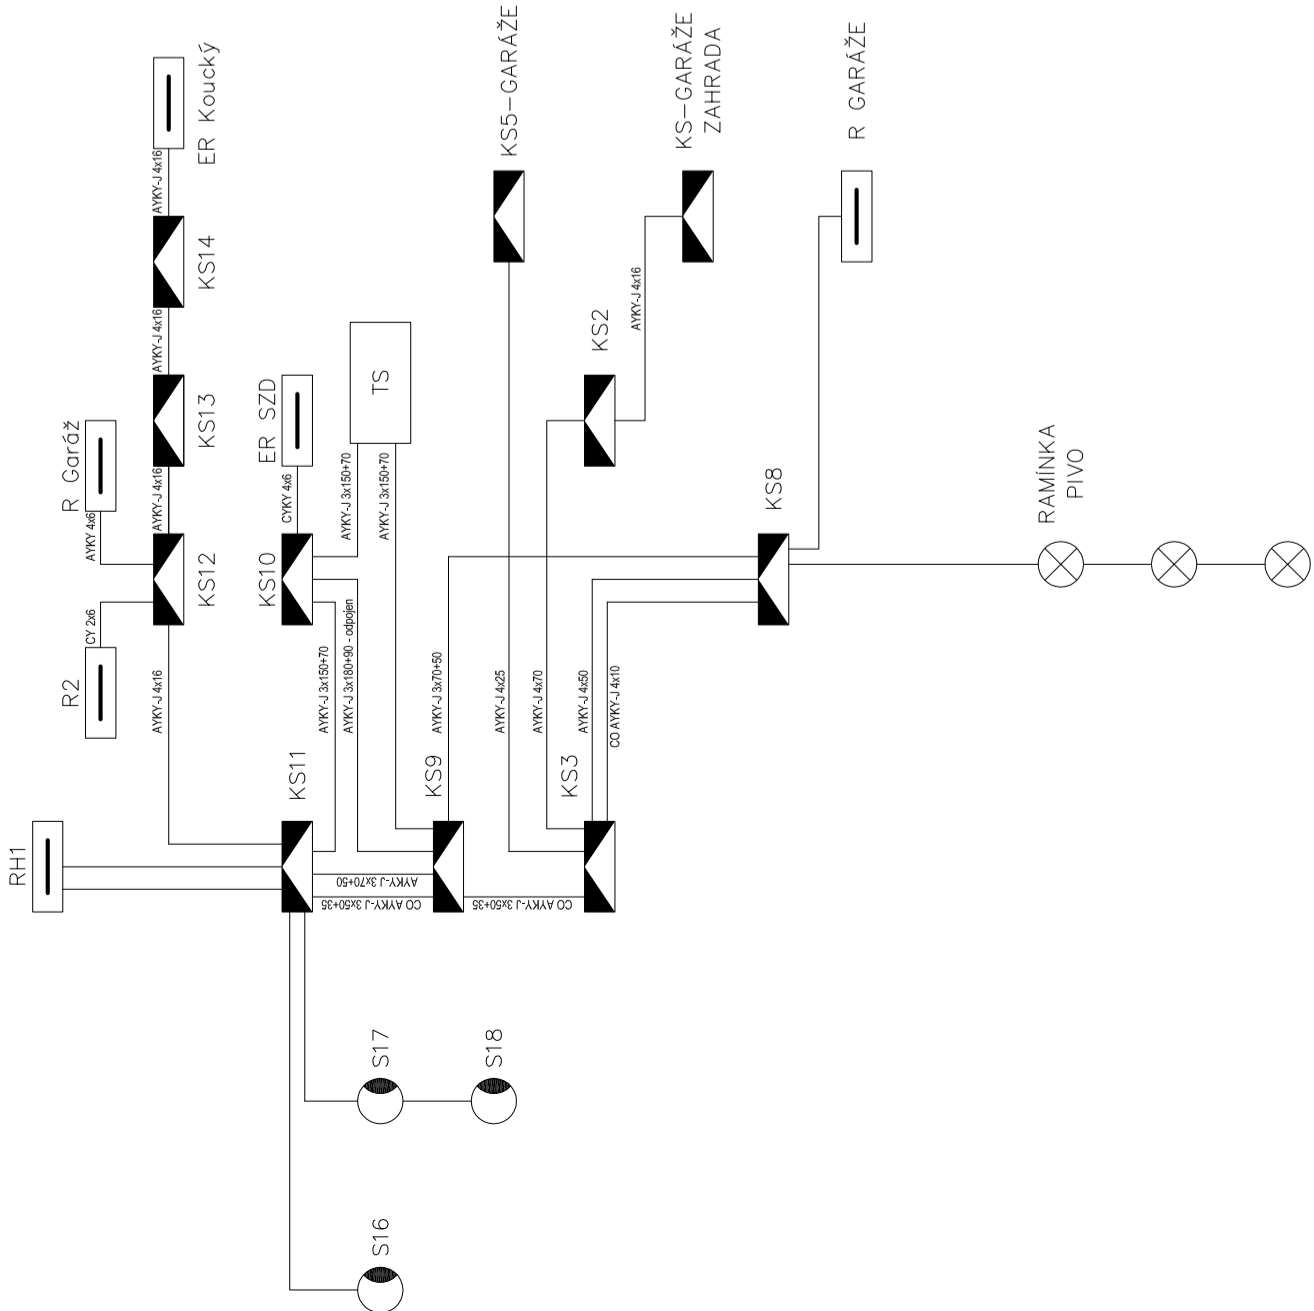 RH1
R2
R Garáž
ER Koucký
CY 2x6
AYKY 4x6
AYKY-J 4x16
AYKY-J 4x16
AYKY-J 4x16
AYKY-J 4x16
KS12
KS13
KS14
KS11
KS10
ER SZD
CYKY 4x6
TS
AYKY-J 3x150+70
AYKY-J 3x180+90 - odpojen
AYKY-J 3x150+70
AYKY-J 3x150+70
AYKY-J 3x70+50
CO AYKY-J 3x50+35
CO AYKY-J 3x50+35
KS9
AYKY-J 3x70+50
KS5-GARÁŽE
AYKY-J 4x25
AYKY-J 4x70
KS3
KS2
AYKY-J 4x16
KS-GARÁŽE
ZAHRADA
AYKY-J 4x50
CO AYKY-J 4x10
KS8
R GARÁŽE
RAMÍNKA
PIVO
S16
S17
S18